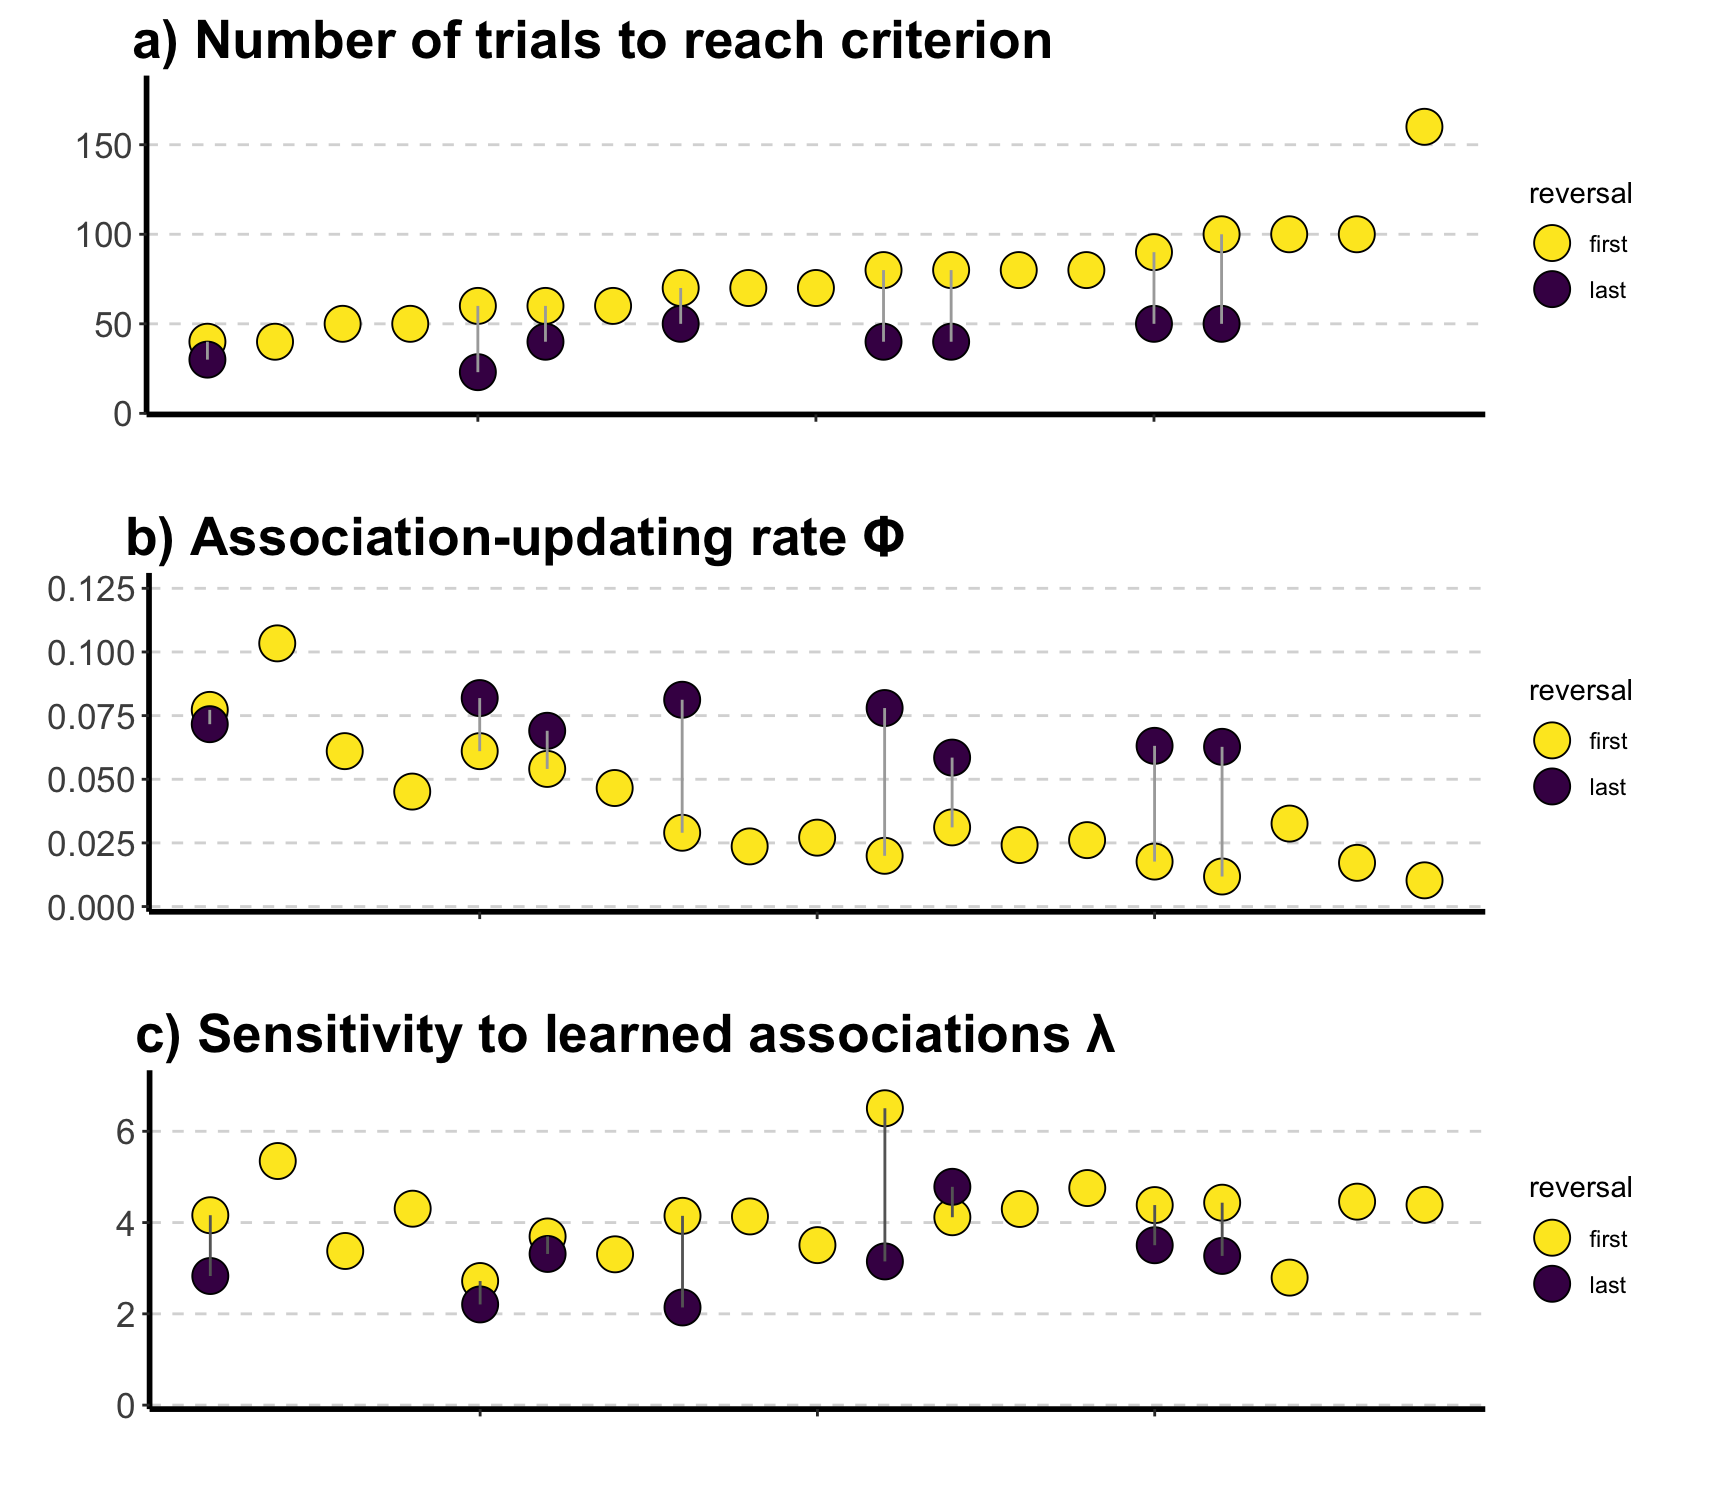 a) Number of trials to reach criterion
150
100
50
0
reversal
first
last
b) Association-updating rate Φ
0.125
0.100
0.075
0.050
0.025
0.000
reversal
first
last
c) Sensitivity to learned associations λ
6
4
2
0
reversal
first
last